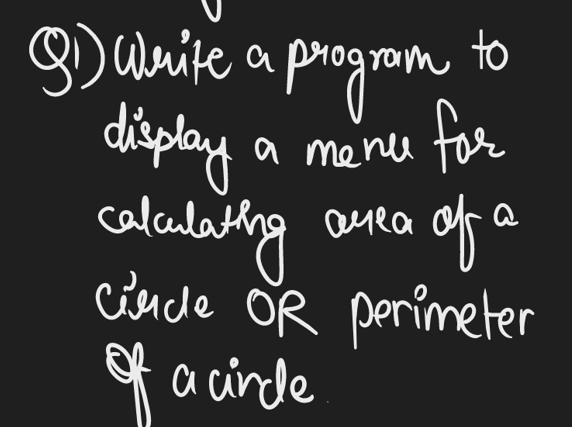 Q1) Write a program to
display a menu for
calculating area of a
circle OR perimeter
Of a circle.